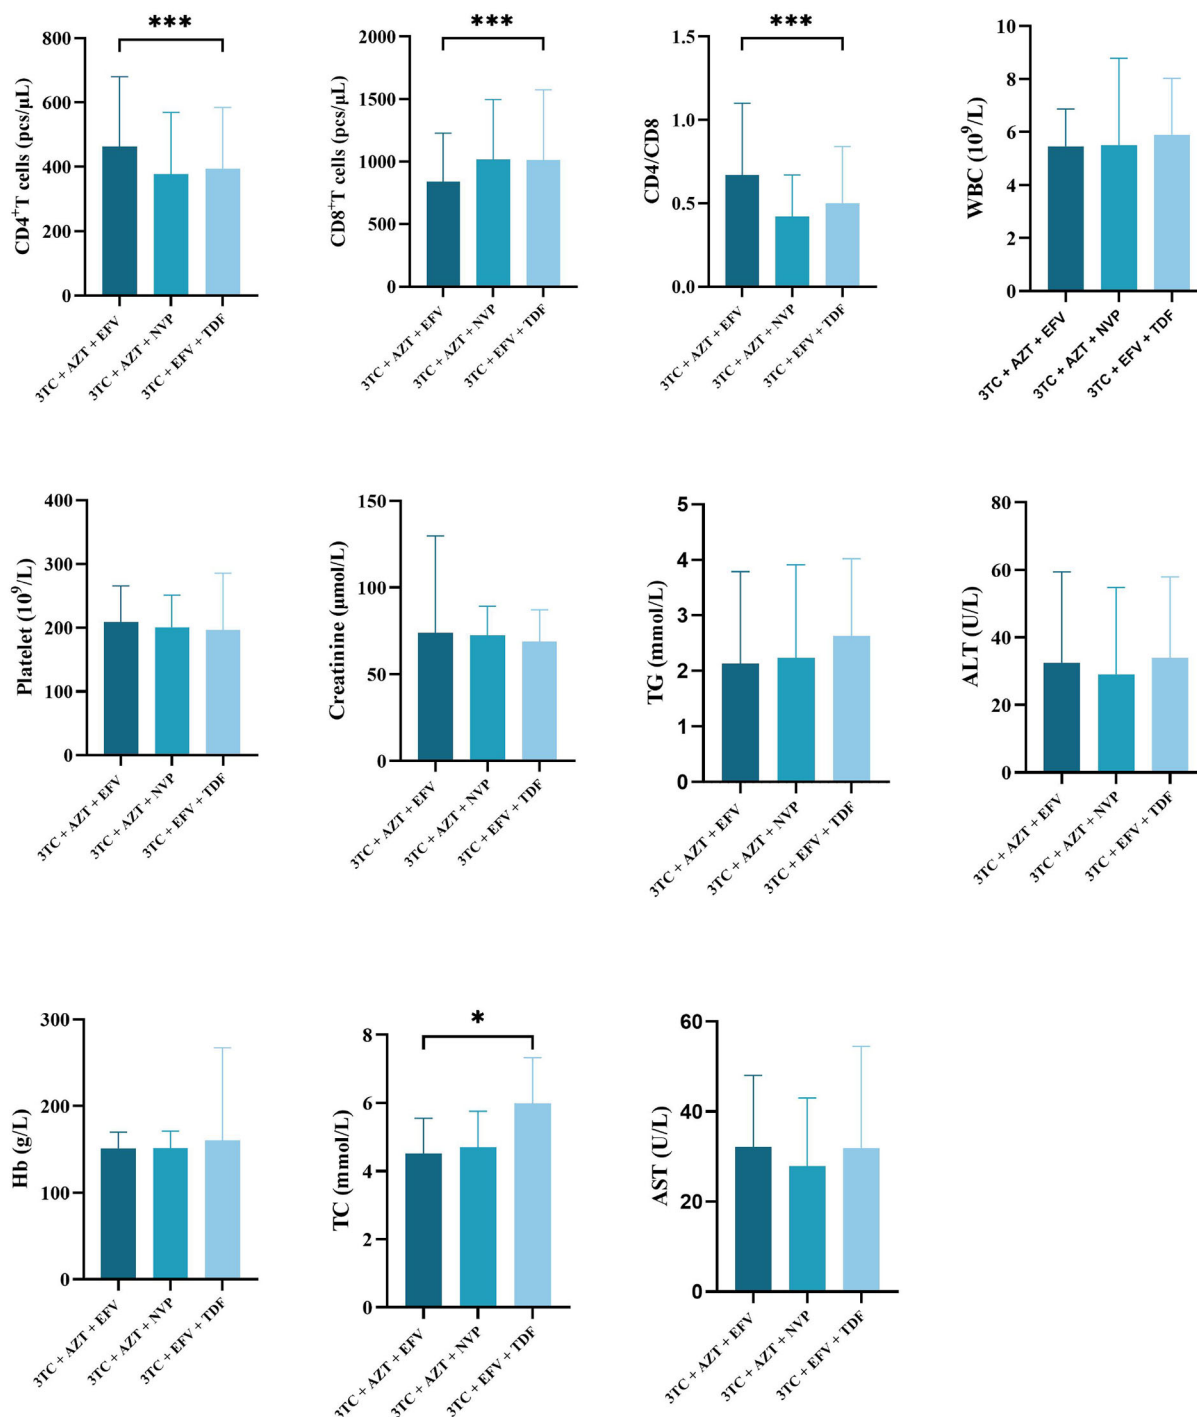 ***
CD4⁺T cells (pcs/μL)
800
600
400
200
0
3TC + AZT + EFV
3TC + AZT + NVP
3TC + EFV + TDF
***
CD8⁺T cells (pcs/μL)
2000
1500
1000
500
0
3TC + AZT + EFV
3TC + AZT + NVP
3TC + EFV + TDF
***
CD4/CD8
1.5
1.0
0.5
0.0
3TC + AZT + EFV
3TC + AZT + NVP
3TC + EFV + TDF
WBC (10⁹/L)
10
8
6
4
2
0
3TC + AZT + EFV
3TC + AZT + NVP
3TC + EFV + TDF
Platelet (10⁹/L)
400
300
200
100
0
3TC + AZT + EFV
3TC + AZT + NVP
3TC + EFV + TDF
Creatinine (μmol/L)
150
100
50
0
3TC + AZT + EFV
3TC + AZT + NVP
3TC + EFV + TDF
TG (mmol/L)
5
4
3
2
1
0
3TC + AZT + EFV
3TC + AZT + NVP
3TC + EFV + TDF
ALT (U/L)
80
60
40
20
0
3TC + AZT + EFV
3TC + AZT + NVP
3TC + EFV + TDF
Hb (g/L)
300
200
100
0
3TC + AZT + EFV
3TC + AZT + NVP
3TC + EFV + TDF
*
TC (mmol/L)
8
6
4
2
0
3TC + AZT + EFV
3TC + AZT + NVP
3TC + EFV + TDF
AST (U/L)
60
40
20
0
3TC + AZT + EFV
3TC + AZT + NVP
3TC + EFV + TDF